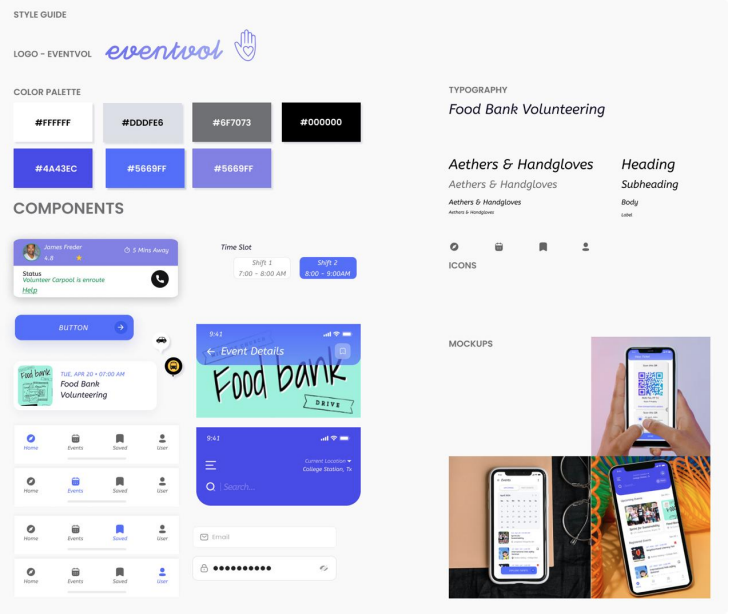 STYLE GUIDE
LOGO - EVENTVOL
eventvol
COLOR PALETTE
#FFFFFF
#DDDFE6
#6F7073
#000000
#4A43EC
#5669FF
#5669FF
COMPONENTS
James Freder
4.8
5 Mins Away
Status
Volunteer Carpool is enroute
Help
Time Slot
Shift 1
7:00 - 8:00 AM
Shift 2
8:00 - 9:00AM
BUTTON
Food bank
TUE, APR 20 • 07:00 AM
Food Bank
Volunteering
9:41
Event Details
Food bank
DRIVE
Home
Events
Saved
User
Home
Events
Saved
User
Home
Events
Saved
User
Home
Events
Saved
User
9:41
Current Location
College Station, Tx
Search...
Email
TYPOGRAPHY
Food Bank Volunteering
Aethers & Handgloves
Heading
Aethers & Handgloves
Subheading
Aethers & Handgloves
Body
Aethers & Handgloves
Label
ICONS
MOCKUPS
Events